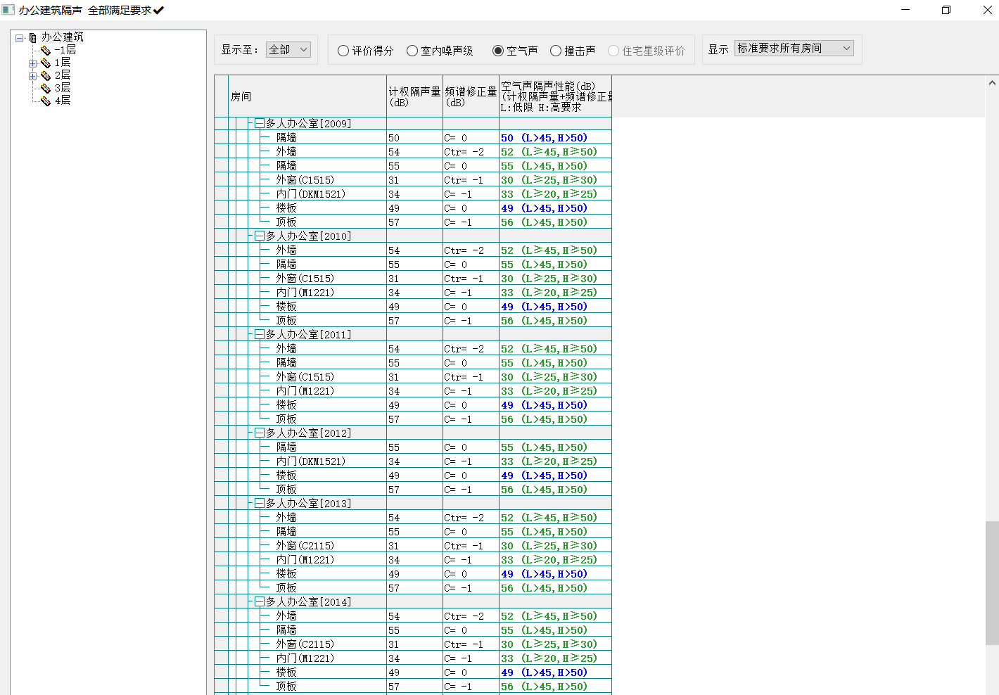 办公建筑隔声 全部满足要求✔
办公建筑
-1层
1层
2层
3层
4层
显示至: 全部
评价得分 室内噪声级 空气声 撞击声 住宅星级评价
显示 标准要求所有房间
房间
计权隔声量
(dB)
频谱修正量
(dB)
空气声隔声性能(dB)
(计权隔声量+频谱修正量
L:低限 H:高要求
多人办公室[2009]
隔墙 50 C= 0 50 (L>45,H>50)
外墙 54 Ctr= -2 52 (L≥45,H≥50)
隔墙 55 C= 0 55 (L>45,H>50)
外窗(C1515) 31 Ctr= -1 30 (L≥25,H≥30)
内门(DKM1521) 34 C= -1 33 (L≥20,H≥25)
楼板 49 C= 0 49 (L>45,H>50)
顶板 57 C= -1 56 (L>45,H>50)
多人办公室[2010]
外墙 54 Ctr= -2 52 (L≥45,H≥50)
隔墙 55 C= 0 55 (L>45,H>50)
外窗(C1515) 31 Ctr= -1 30 (L≥25,H≥30)
内门(M1221) 34 C= -1 33 (L≥20,H≥25)
楼板 49 C= 0 49 (L>45,H>50)
顶板 57 C= -1 56 (L>45,H>50)
多人办公室[2011]
外墙 54 Ctr= -2 52 (L≥45,H≥50)
隔墙 55 C= 0 55 (L>45,H>50)
外窗(C1515) 31 Ctr= -1 30 (L≥25,H≥30)
内门(M1221) 34 C= -1 33 (L≥20,H≥25)
楼板 49 C= 0 49 (L>45,H>50)
顶板 57 C= -1 56 (L>45,H>50)
多人办公室[2012]
隔墙 55 C= 0 55 (L>45,H>50)
内门(DKM1521) 34 C= -1 33 (L≥20,H≥25)
楼板 49 C= 0 49 (L>45,H>50)
顶板 57 C= -1 56 (L>45,H>50)
多人办公室[2013]
外墙 54 Ctr= -2 52 (L≥45,H≥50)
隔墙 55 C= 0 55 (L>45,H>50)
外窗(C2115) 31 Ctr= -1 30 (L≥25,H≥30)
内门(M1221) 34 C= -1 33 (L≥20,H≥25)
楼板 49 C= 0 49 (L>45,H>50)
顶板 57 C= -1 56 (L>45,H>50)
多人办公室[2014]
外墙 54 Ctr= -2 52 (L≥45,H≥50)
隔墙 55 C= 0 55 (L>45,H>50)
外窗(C2115) 31 Ctr= -1 30 (L≥25,H≥30)
内门(M1221) 34 C= -1 33 (L≥20,H≥25)
楼板 49 C= 0 49 (L>45,H>50)
顶板 57 C= -1 56 (L>45,H>50)